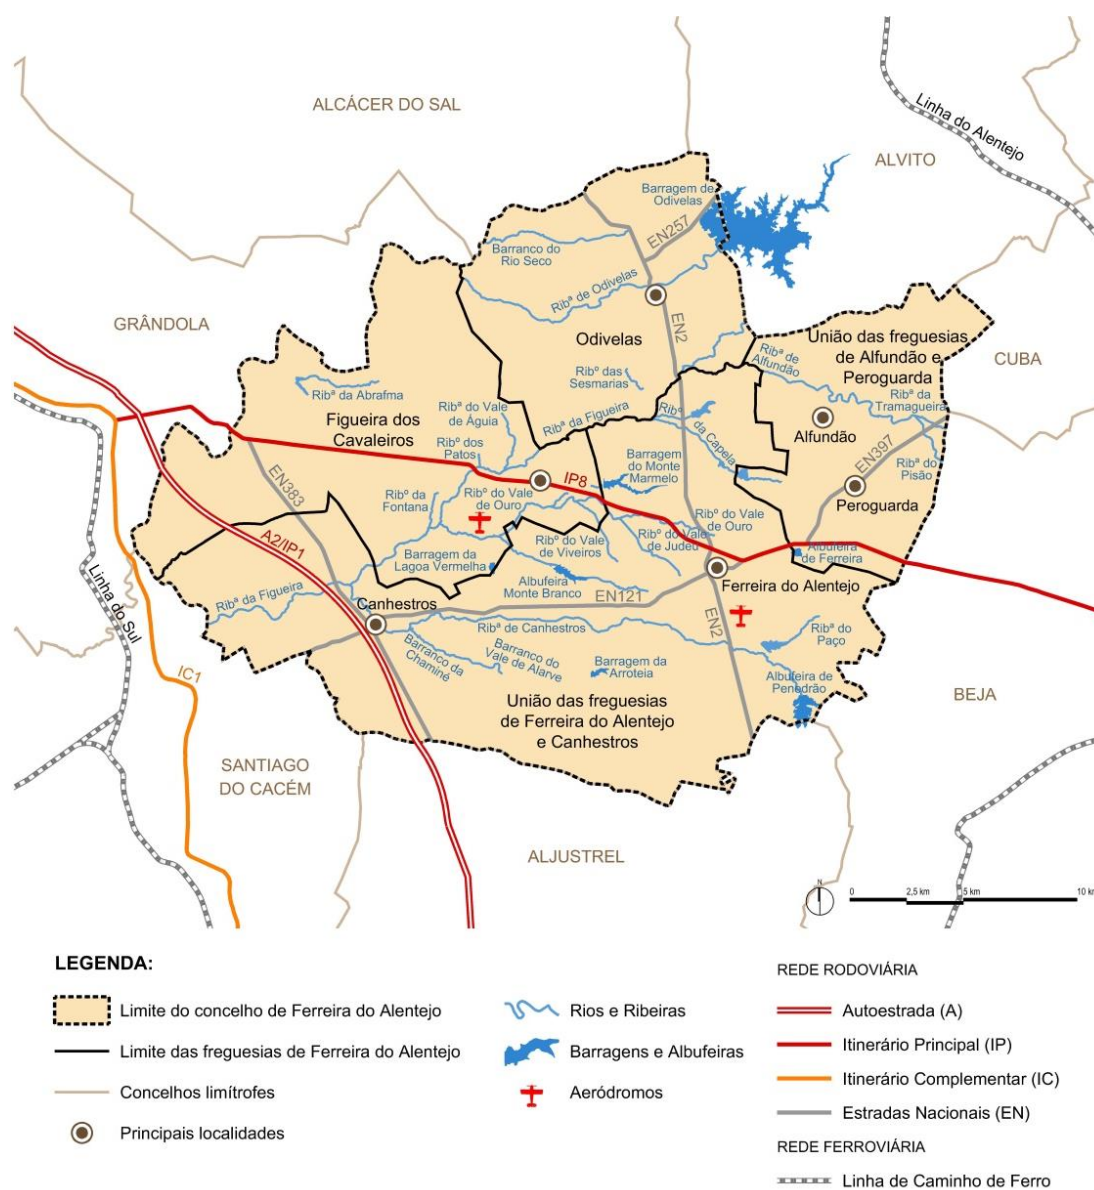 ALCÁCER DO SAL
Linha do Alentejo
ALVITO
Barragem de
Odivelas
EN257
Barranco do
Rio Seco
Ribª de Odivelas
GRÂNDOLA
EN2
Odivelas
União das freguesias
de Alfundão e
Peroguarda
CUBA
Ribª de
Alfundão
Ribº das
Sesmarias
Ribª da Abrafma
Ribª da
Tramagueira
Figueira dos
Cavaleiros
Ribº do Vale
de Águia
Ribª da Figueira
Ribº
da Capela
Alfundão
Ribº dos
Patos
EN397
Barragem
do Monte
Marmelo
Ribª do
Pisão
EN383
IP8
Peroguarda
Ribº da
Fontana
Ribº do Vale
de Ouro
Ribº do Vale
de Ouro
A2/IP1
Ribº do Vale
de Viveiros
Ribº do Vale
de Judeu
Albufeira
de Ferreira
Barragem da
Lagoa Vermelha
Linha do Sul
Albufeira
Monte Branco
Ferreira do Alentejo
Ribª da Figueira
Canhestros
EN121
EN2
Ribª de Canhestros
Ribª do
Paço
Barranco da
Chaminé
Barranco do
Vale de Alarve
Barragem da
Arroteia
Albufeira de
Penedrão
IC1
União das freguesias
de Ferreira do Alentejo
e Canhestros
BEJA
SANTIAGO
DO CACÉM
ALJUSTREL
N
0 2,5 km 5 km 10 km
LEGENDA:
Limite do concelho de Ferreira do Alentejo
Limite das freguesias de Ferreira do Alentejo
Concelhos limítrofes
Principais localidades
Rios e Ribeiras
Barragens e Albufeiras
Aeródromos
REDE RODOVIÁRIA
Autoestrada (A)
Itinerário Principal (IP)
Itinerário Complementar (IC)
Estradas Nacionais (EN)
REDE FERROVIÁRIA
Linha de Caminho de Ferro